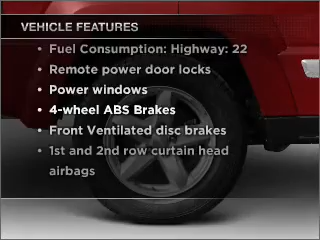 VEHICLE FEATURES
• Fuel Consumption: Highway: 22
• Remote power door locks
• Power windows
• 4-wheel ABS Brakes
• Front Ventilated disc brakes
• 1st and 2nd row curtain head
airbags